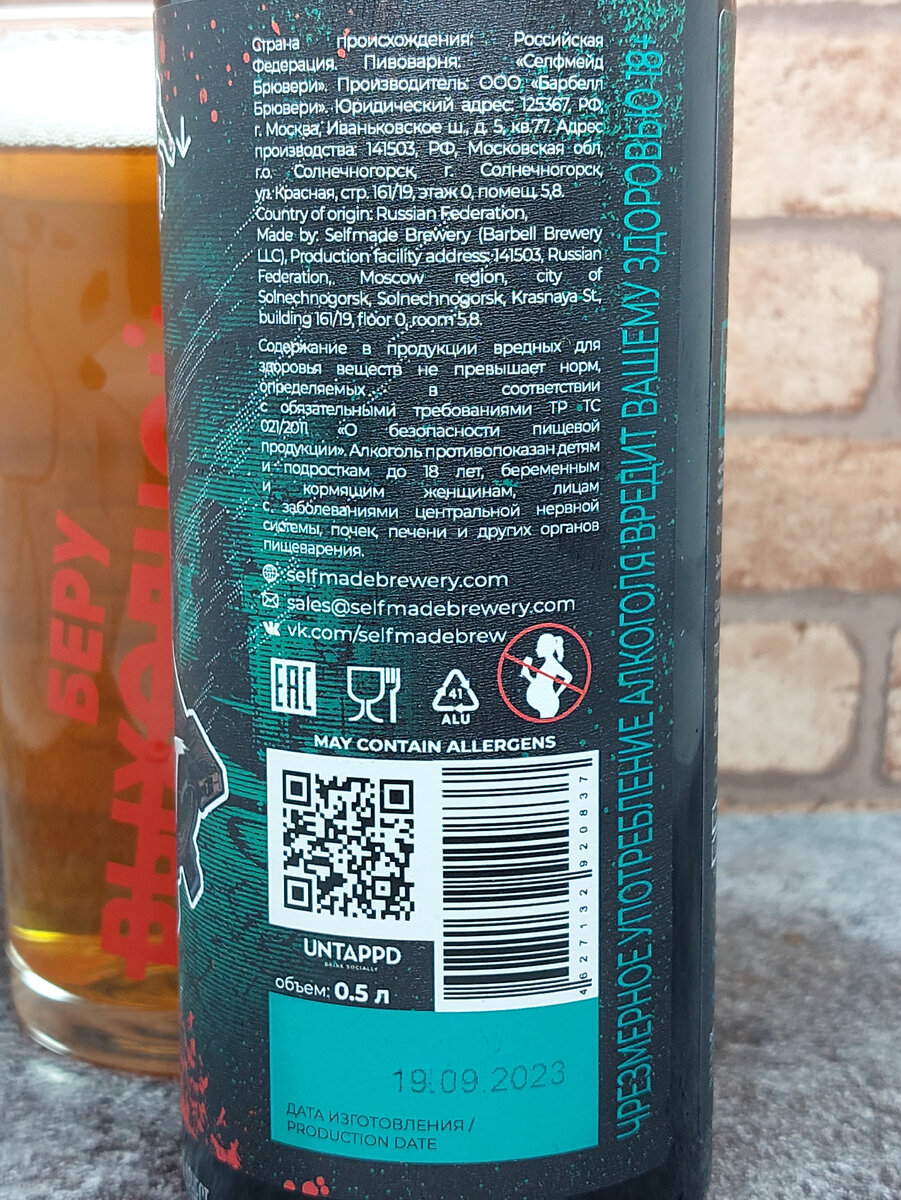 Страна происхождения: Российская
Федерация. Пивоварня: «Селфмейд
Брювери». Производитель: ООО «Барбелл
Брювери». Юридический адрес: 125367, РФ,
г. Москва, Иваньковское ш., д. 5, кв.77. Адрес
производства: 141503, РФ, Московская обл,
г.о. Солнечногорск, г. Солнечногорск,
ул. Красная, стр. 161/19, этаж 0, помещ. 5,8.
Country of origin: Russian Federation,
Made by: Selfmade Brewery (Barbell Brewery
LLC), Production facility address: 141503, Russian
Federation, Moscow region, city of
Solnechnogorsk, Solnechnogorsk, Krasnaya St.,
building 161/19, floor 0, room 5,8.
Содержание в продукции вредных для
здоровья веществ не превышает норм,
определяемых в соответствии
с обязательными требованиями ТР ТС
021/2011 «О безопасности пищевой
продукции». Алкоголь противопоказан детям
и подросткам до 18 лет, беременным
и кормящим женщинам, лицам
с заболеваниями центральной нервной
системы, почек, печени и других органов
пищеварения.
selfmadebrewery.com
sales@selfmadebrewery.com
vk.com/selfmadebrew
EAC
41
ALU
MAY CONTAIN ALLERGENS
UNTAPPD
DRINK SOCIALLY
4 627132 920837
объем: 0.5 л
19.09.2023
ДАТА ИЗГОТОВЛЕНИЯ /
PRODUCTION DATE
ЧРЕЗМЕРНОЕ УПОТРЕБЛЕНИЕ АЛКОГОЛЯ ВРЕДИТ ВАШЕМУ ЗДОРОВЬЮ 18+
БЕРУ